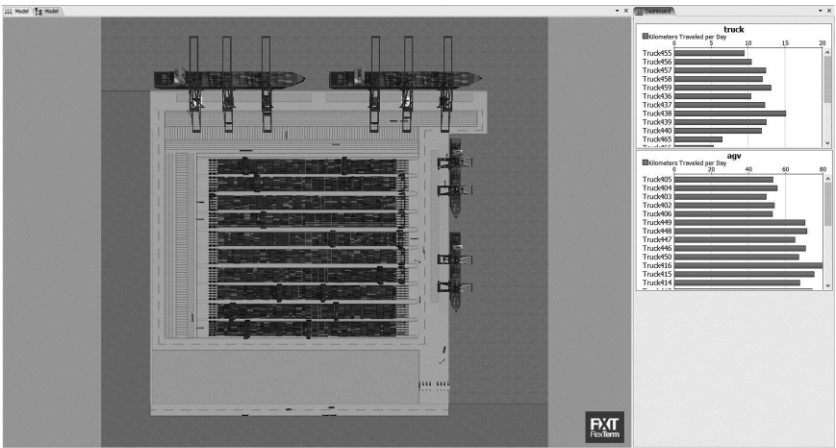 Model Model
Dashboard
truck
Kilometers Traveled per Day
0 5 10 15 20
Truck455
Truck456
Truck457
Truck458
Truck459
Truck436
Truck437
Truck438
Truck439
Truck440
Truck465
agv
Kilometers Traveled per Day
0 20 40 60 80
Truck405
Truck404
Truck403
Truck402
Truck406
Truck449
Truck448
Truck447
Truck446
Truck450
Truck416
Truck415
Truck414
FlexTerm